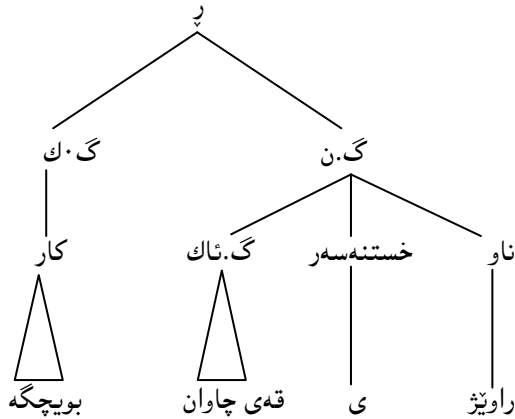 ڕ
گ.ن گ.ك
ناو خستنەسەر گ.ئاك كار
راوێژ ی قەی چاوان بویچگە